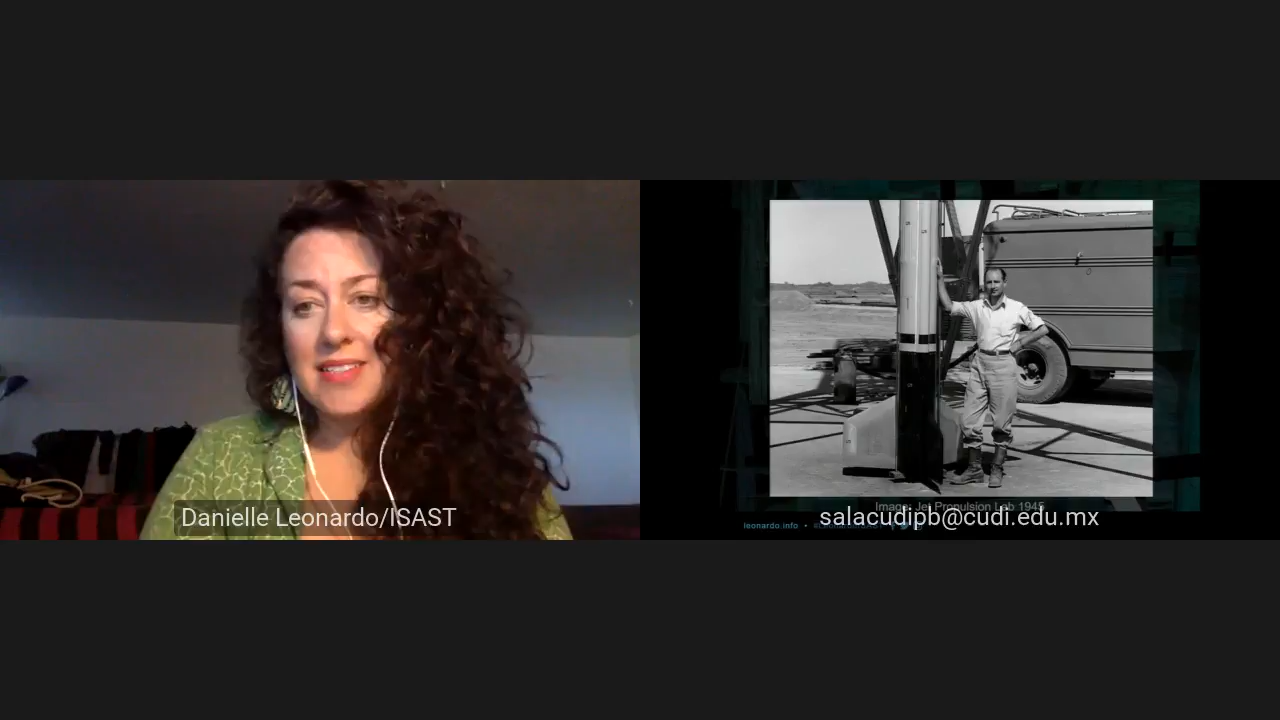 Danielle Leonardo/ISAST
Image: Jet Propulsion Lab 1945
salacudipb@cudi.edu.mx
leonardo info